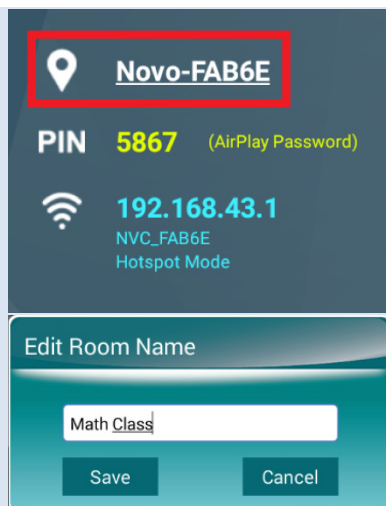 Novo-FAB6E
PIN 5867 (AirPlay Password)
192.168.43.1
NVC_FAB6E
Hotspot Mode
Edit Room Name
Math Class
Save Cancel